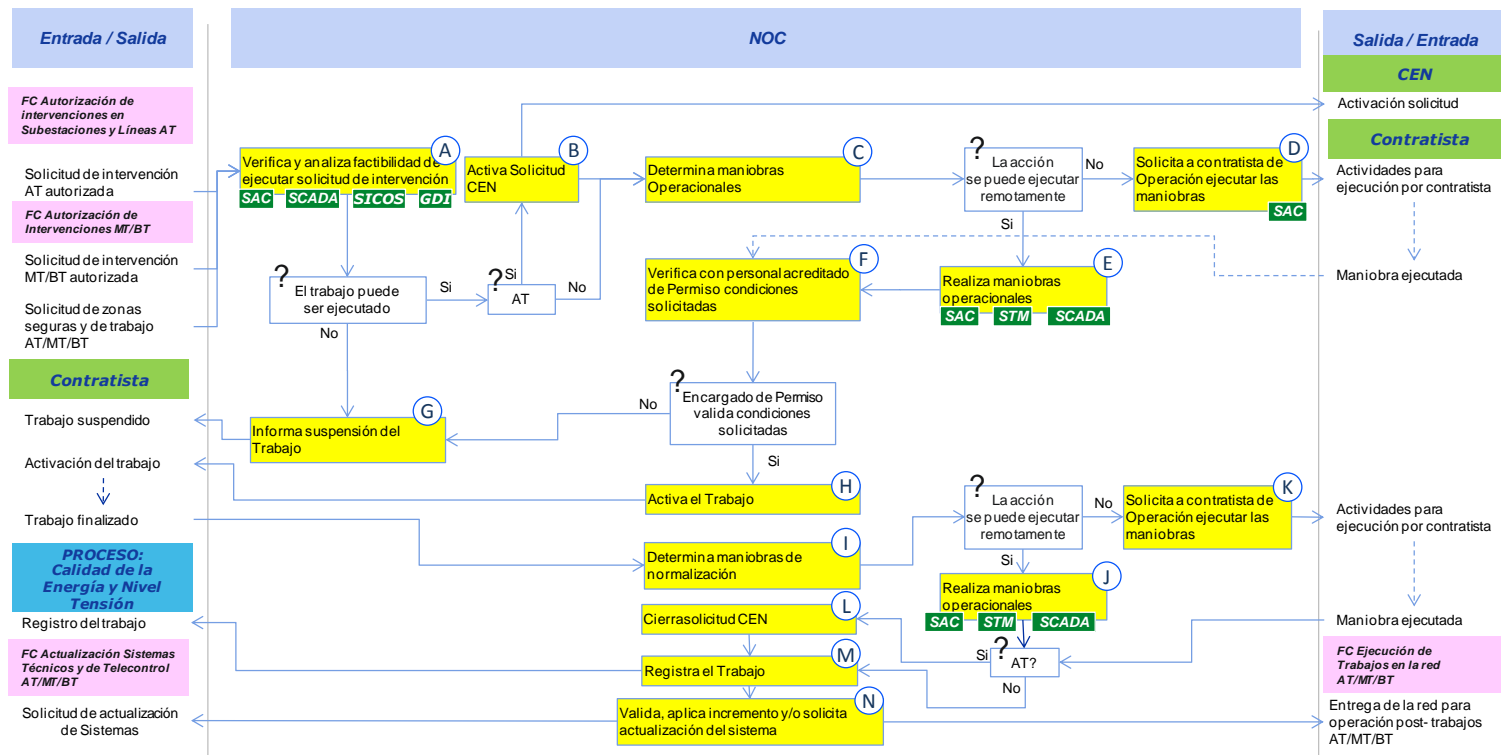 Entrada / Salida
NOC
Salida / Entrada
CEN
Activación solicitud
Contratista
FC Autorización de
intervenciones en
Subestaciones y Líneas AT
Solicitud de intervención
AT autorizada
FC Autorización de
Intervenciones MT/BT
Solicitud de intervención
MT/BT autorizada
Solicitud de zonas
seguras y de trabajo
AT/MT/BT
A
Verifica y analiza factibilidad de
ejecutar solicitud de intervención
SAC SCADA SICOS GDI
B
Activa Solicitud
CEN
C
Determina maniobras
Operacionales
?
La acción
se puede ejecutar
remotamente
No
Si
D
Solicita a contratista de
Operación ejecutar las
maniobras
SAC
Actividades para
ejecución por contratista
Maniobra ejecutada
?
El trabajo puede
ser ejecutado
Si
No
?
Si
AT
No
F
Verifica con personal acreditado
de Permiso condiciones
solicitadas
E
Realiza maniobras
operacionales
SAC STM SCADA
Contratista
Trabajo suspendido
Activación del trabajo
Trabajo finalizado
G
Informa suspensión del
Trabajo
No
?
Encargado de Permiso
valida condiciones
solicitadas
Si
H
Activa el Trabajo
I
Determina maniobras de
normalización
?
La acción
se puede ejecutar
remotamente
No
Si
K
Solicita a contratista de
Operación ejecutar las
maniobras
Actividades para
ejecución por contratista
Maniobra ejecutada
J
Realiza maniobras
operacionales
SAC STM SCADA
PROCESO:
Calidad de la
Energía y Nivel
Tensión
Registro del trabajo
L
Cierrasolicitud CEN
Si
?
AT?
No
M
Registra el Trabajo
FC Actualización Sistemas
Técnicos y de Telecontrol
AT/MT/BT
Solicitud de actualización
de Sistemas
N
Valida, aplica incremento y/o solicita
actualización del sistema
FC Ejecución de
Trabajos en la red
AT/MT/BT
Entrega de la red para
operación post- trabajos
AT/MT/BT